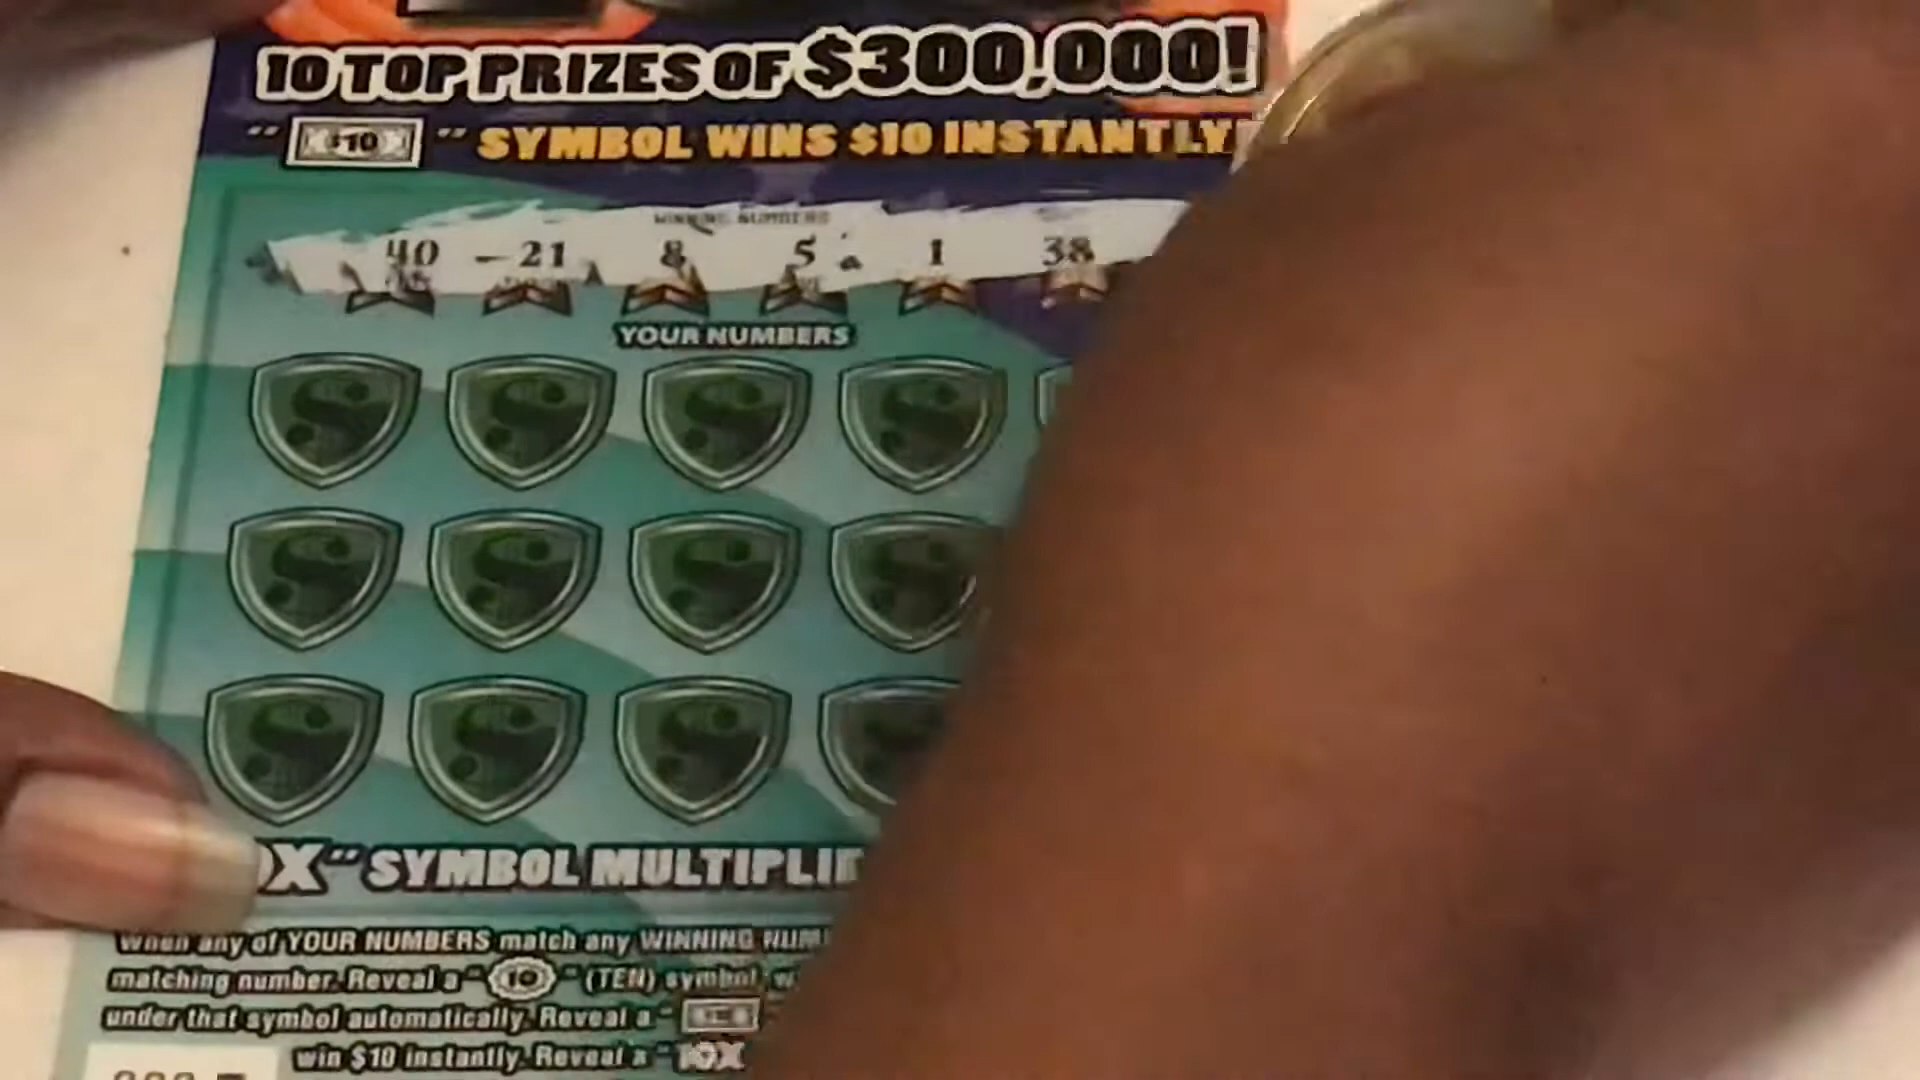 10 TOP PRIZES OF $300,000!
" $10 " SYMBOL WINS $10 INSTANTLY!
WINNING NUMBERS
40 21 8 5 1 38
YOUR NUMBERS
X" SYMBOL MULTIPLIE
When any of YOUR NUMBERS match any WINNING NUM
matching number. Reveal a " 10 " (TEN) symbol, w
under that symbol automatically. Reveal a "
win $10 instantly. Reveal a " 10X